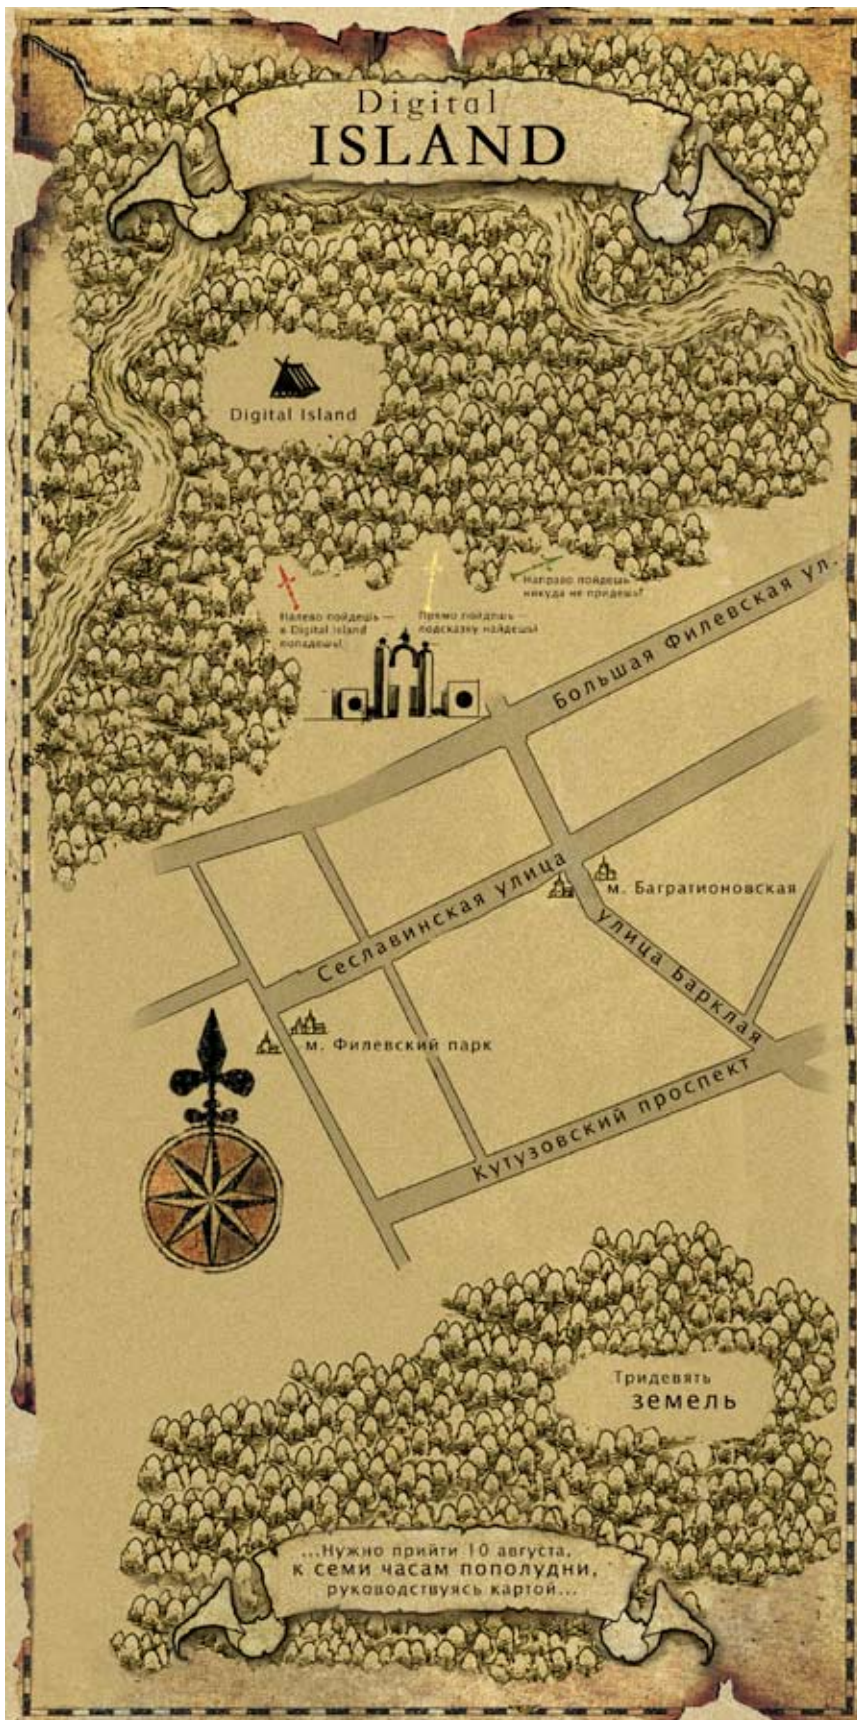 Digital
ISLAND
Digital Island
Направо пойдешь
никуда не придешь!
Налево пойдешь —
в Digital Island
попадешь!
Прямо пойдешь —
подсказку найдешь!
Большая Филевская ул.
Сеславинская улица
м. Багратионовская
улица Барклая
м. Филевский парк
Кутузовский проспект
Тридевять
земель
...Нужно прийти 10 августа,
к семи часам пополудни,
руководствуясь картой...